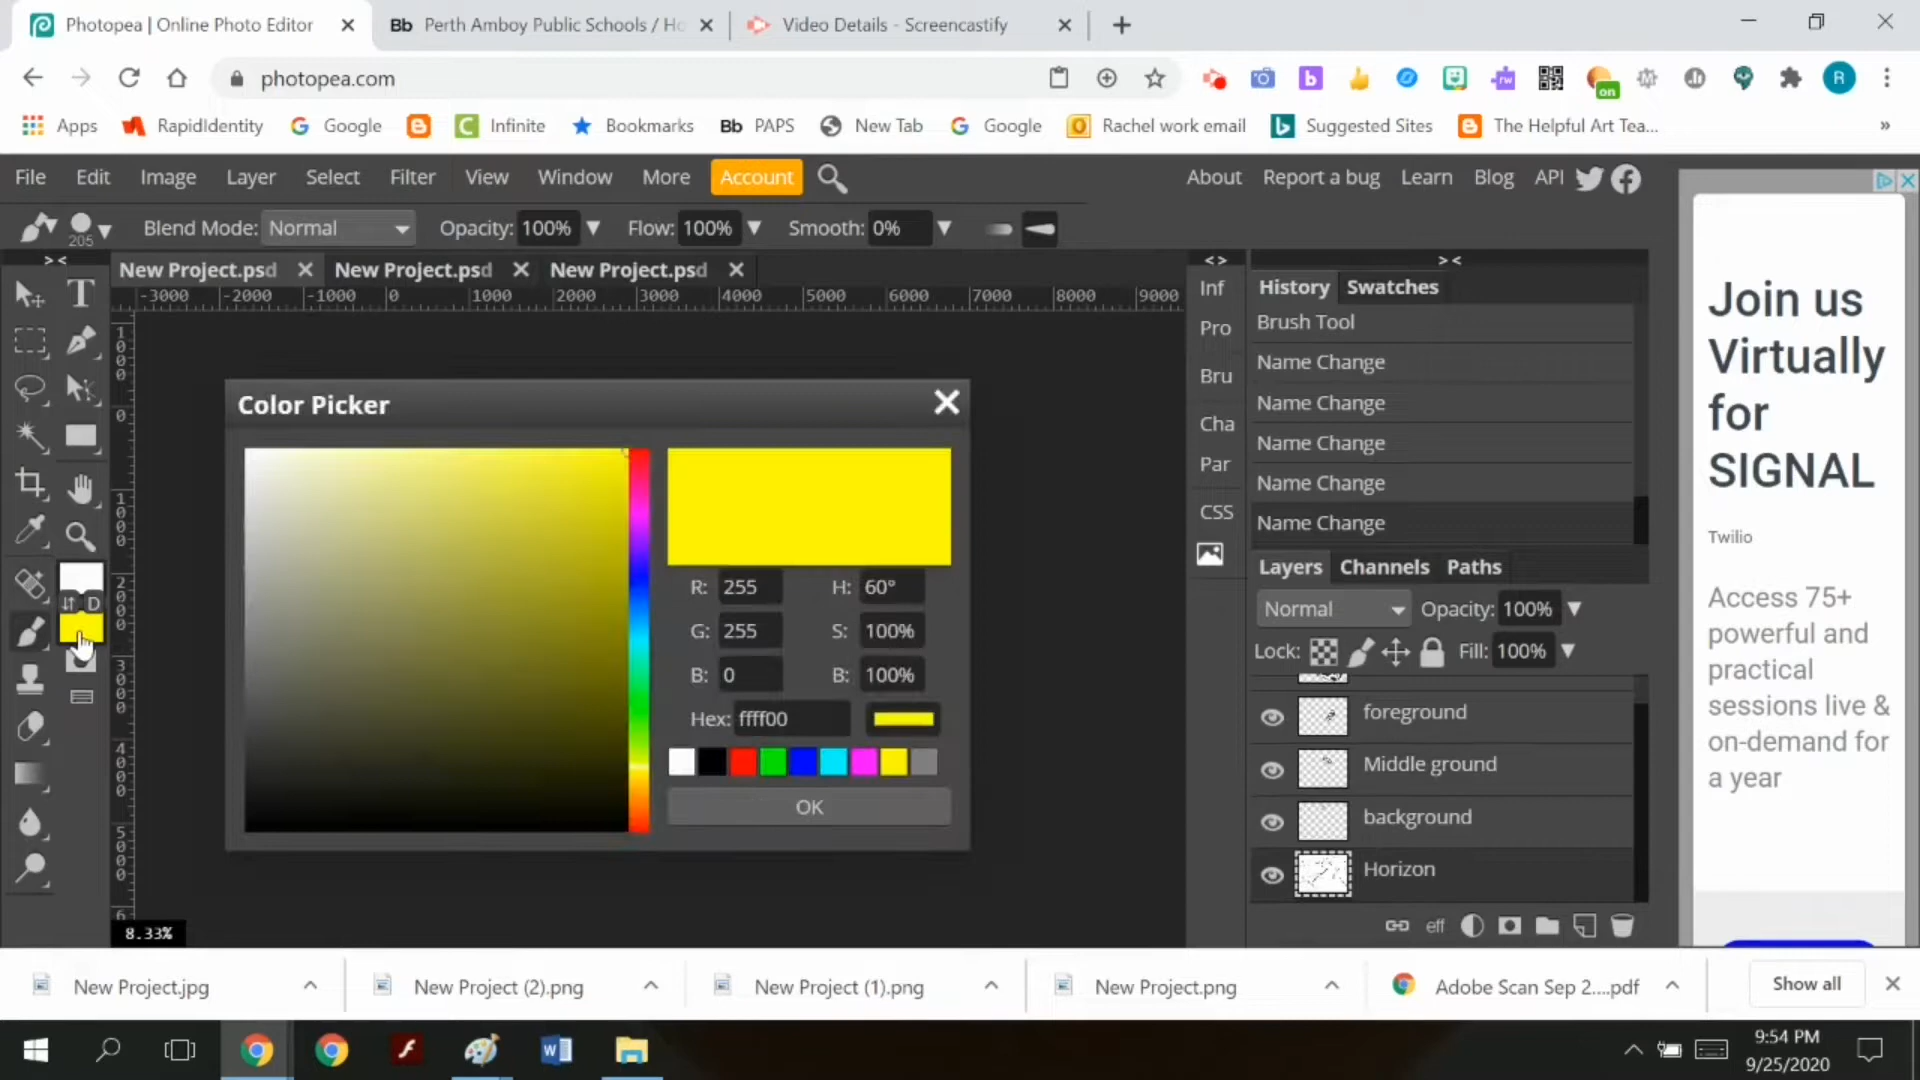 Photopea | Online Photo Editor
Bb Perth Amboy Public Schools / Ho
Video Details - Screencastify
photopea.com
on
R
Apps RapidIdentity Google Infinite Bookmarks Bb PAPS New Tab Google Rachel work email Suggested Sites The Helpful Art Tea... »
File Edit Image Layer Select Filter View Window More Account About Report a bug Learn Blog API
205 Blend Mode: Normal Opacity: 100% Flow: 100% Smooth: 0%
> <
New Project.psd New Project.psd New Project.psd
-3000 -2000 -1000 0 1000 2000 3000 4000 5000 6000 7000 8000 9000
D
8.33%
Color Picker
R: 255 H: 60°
G: 255 S: 100%
B: 0 B: 100%
Hex: ffff00
OK
< >
Inf
Pro
Bru
Cha
Par
CSS
> <
History Swatches
Brush Tool
Name Change
Name Change
Name Change
Name Change
Name Change
Layers Channels Paths
Normal Opacity: 100%
Lock: Fill: 100%
foreground
Middle ground
background
Horizon
eff
Join us
Virtually
for
SIGNAL
Twilio
Access 75+
powerful and
practical
sessions live &
on-demand for
a year
New Project.jpg New Project (2).png New Project (1).png New Project.png Adobe Scan Sep 2....pdf Show all
9:54 PM
9/25/2020